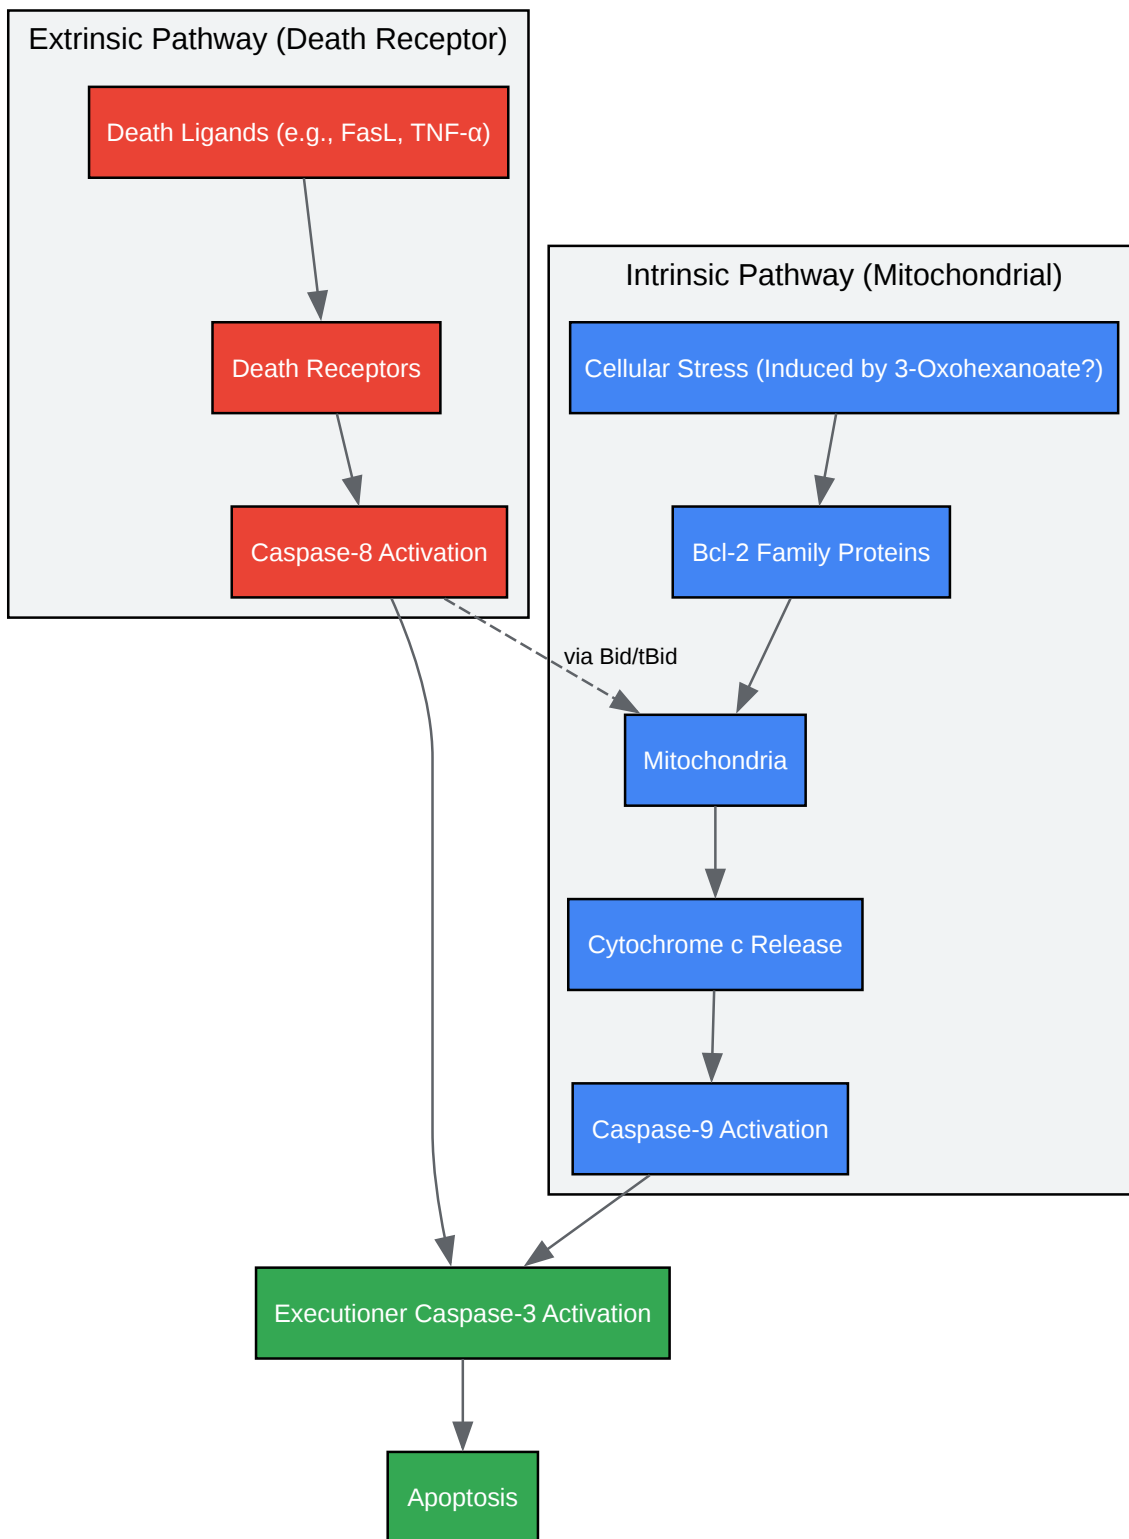 Extrinsic Pathway (Death Receptor)
Death Ligands (e.g., FasL, TNF-α)
Death Receptors
Caspase-8 Activation
Intrinsic Pathway (Mitochondrial)
Cellular Stress (Induced by 3-Oxohexanoate?)
Bcl-2 Family Proteins
via Bid/tBid
Mitochondria
Cytochrome c Release
Caspase-9 Activation
Executioner Caspase-3 Activation
Apoptosis